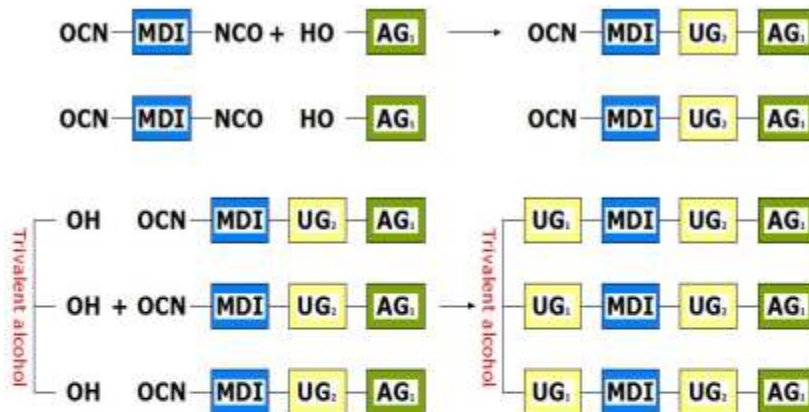 OCN MDI NCO + HO AG₁ OCN MDI UG₂ AG₁
OCN MDI NCO HO AG₁ OCN MDI UG₂ AG₁
Trivalent alcohol
OH OCN MDI UG₂ AG₁
OH + OCN MDI UG₂ AG₁
OH OCN MDI UG₂ AG₁
Trivalent alcohol
UG₁ MDI UG₂ AG₁
UG₁ MDI UG₂ AG₁
UG₁ MDI UG₂ AG₁